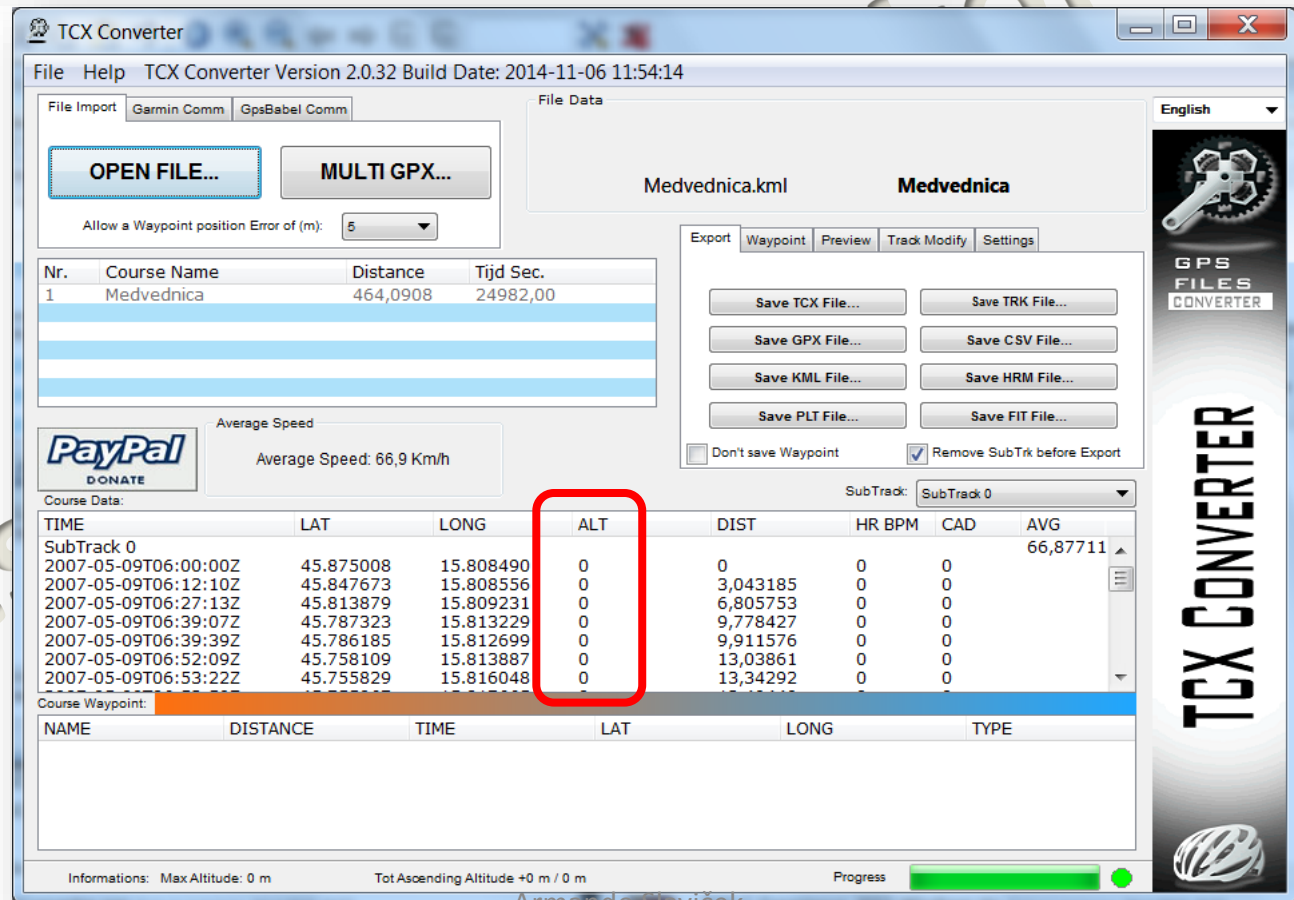 TCX Converter
File Help TCX Converter Version 2.0.32 Build Date: 2014-11-06 11:54:14
File Import Garmin Comm GpsBabel Comm
File Data
English
OPEN FILE... MULTI GPX...
Medvednica.kml Medvednica
Allow a Waypoint position Error of (m): 5
Export Waypoint Preview Track Modify Settings
GPS
FILES
CONVERTER
Nr. Course Name Distance Tijd Sec.
1 Medvednica 464,0908 24982,00
Save TCX File... Save TRK File...
Save GPX File... Save CSV File...
Save KML File... Save HRM File...
Save PLT File... Save FIT File...
Don't save Waypoint Remove SubTrk before Export
PayPal
DONATE
Average Speed
Average Speed: 66,9 Km/h
TCX CONVERTER
SubTrack: SubTrack 0
Course Data:
TIME LAT LONG ALT DIST HR BPM CAD AVG
SubTrack 0 66,87711
2007-05-09T06:00:00Z 45.875008 15.808490 0 0 0 0
2007-05-09T06:12:10Z 45.847673 15.808556 0 3,043185 0 0
2007-05-09T06:27:13Z 45.813879 15.809231 0 6,805753 0 0
2007-05-09T06:39:07Z 45.787323 15.813229 0 9,778427 0 0
2007-05-09T06:39:39Z 45.786185 15.812699 0 9,911576 0 0
2007-05-09T06:52:09Z 45.758109 15.813887 0 13,03861 0 0
2007-05-09T06:53:22Z 45.755829 15.816048 0 13,34292 0 0
Course Waypoint:
NAME DISTANCE TIME LAT LONG TYPE
Informations: Max Altitude: 0 m Tot Ascending Altitude +0 m / 0 m Progress